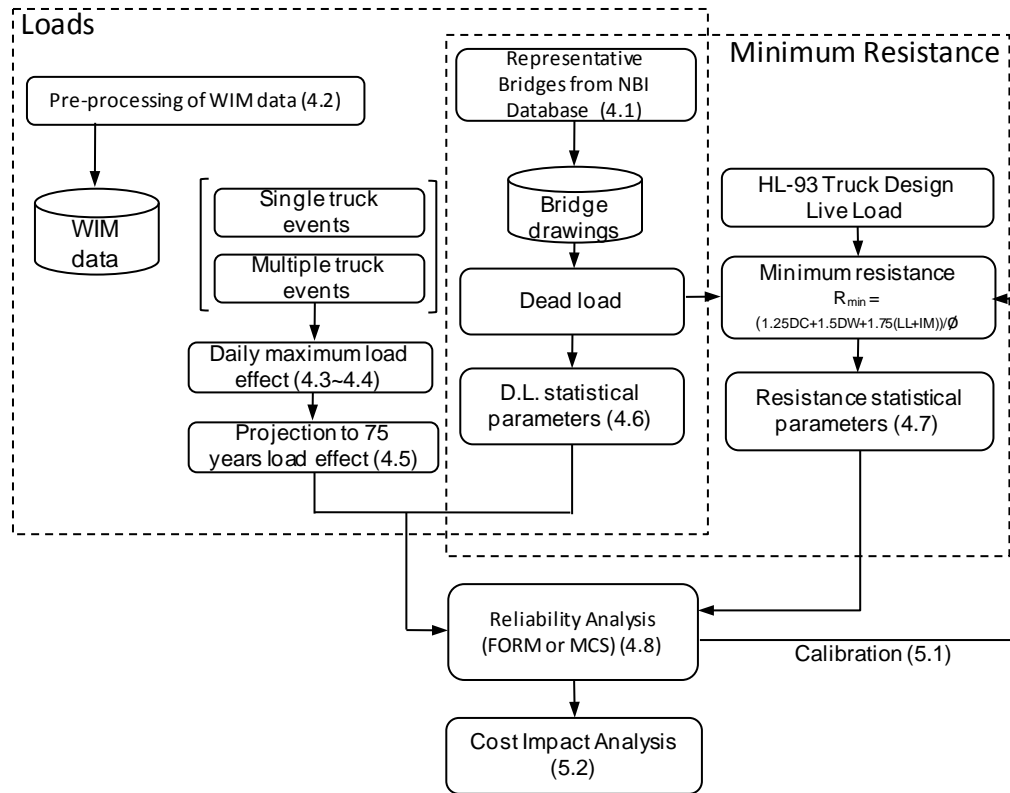 Loads
Minimum Resistance
Pre-processing of WIM data (4.2)
WIM
data
Single truck
events
Multiple truck
events
Daily maximum load
effect (4.3~4.4)
Projection to 75
years load effect (4.5)
Representative
Bridges from NBI
Database (4.1)
Bridge
drawings
Dead load
D.L. statistical
parameters (4.6)
HL-93 Truck Design
Live Load
Minimum resistance
Rmin =
(1.25DC+1.5DW+1.75(LL+IM))/Ø
Resistance statistical
parameters (4.7)
Reliability Analysis
(FORM or MCS) (4.8)
Calibration (5.1)
Cost Impact Analysis
(5.2)